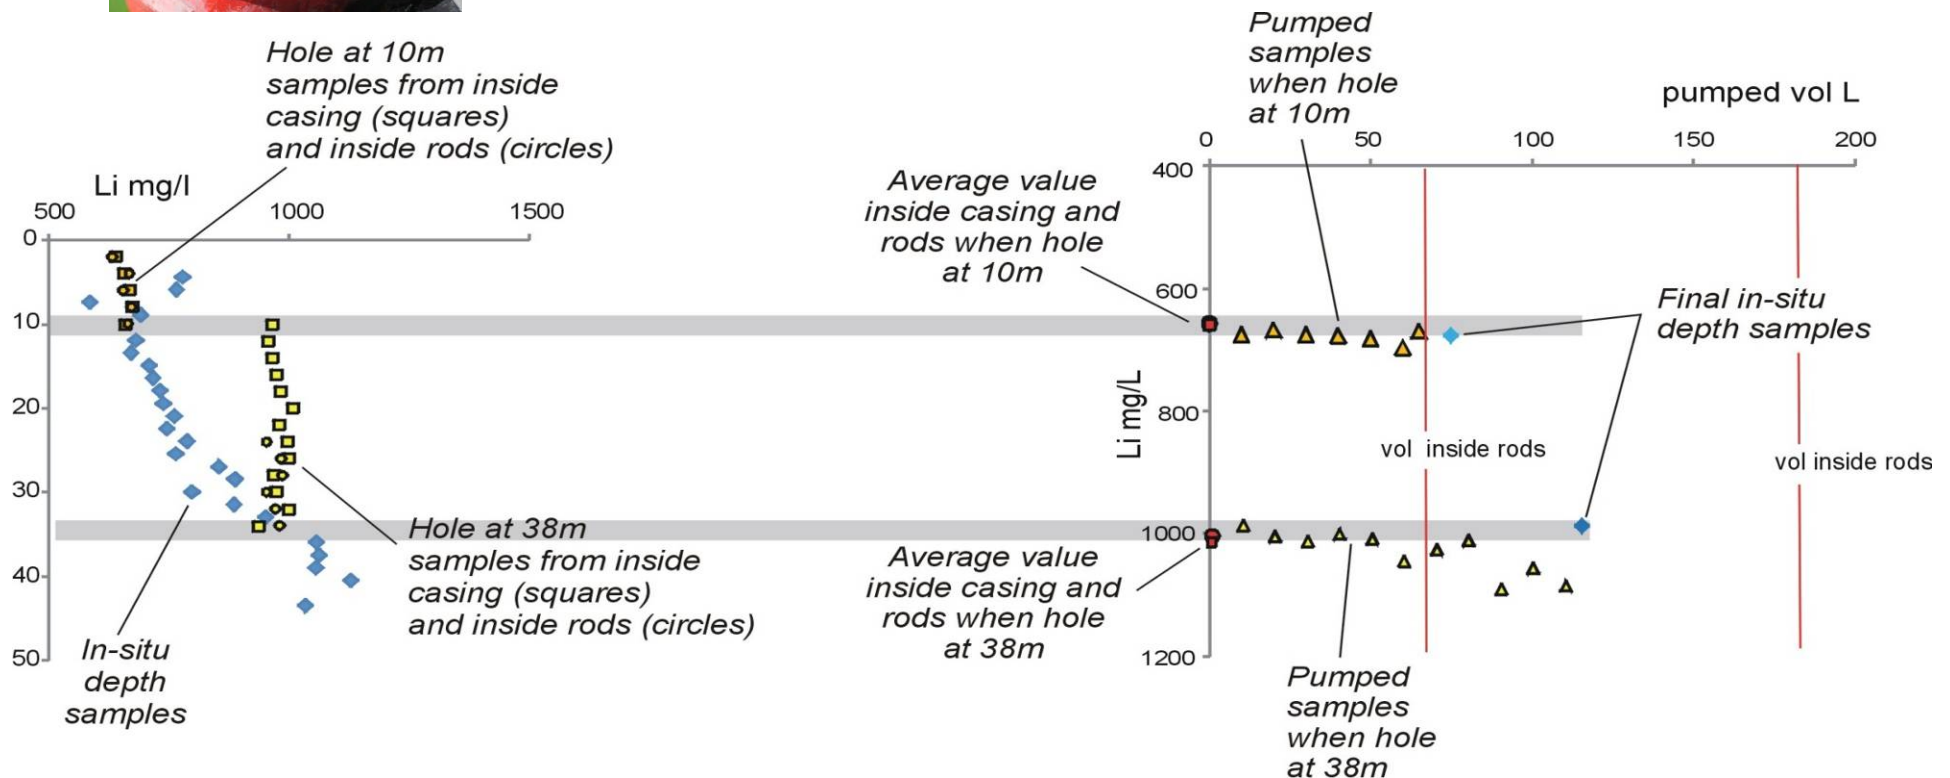 Hole at 10m
samples from inside
casing (squares)
and inside rods (circles)
Li mg/l
500 1000 1500
0
10
20
30
40
50
In-situ
depth
samples
Hole at 38m
samples from inside
casing (squares)
and inside rods (circles)
Pumped
samples
when hole
at 10m
pumped vol L
0 50 100 150 200
400
600
800
1000
1200
Li mg/L
Average value
inside casing and
rods when hole
at 10m
Final in-situ
depth samples
vol inside rods
vol inside rods
Average value
inside casing and
rods when hole
at 38m
Pumped
samples
when hole
at 38m